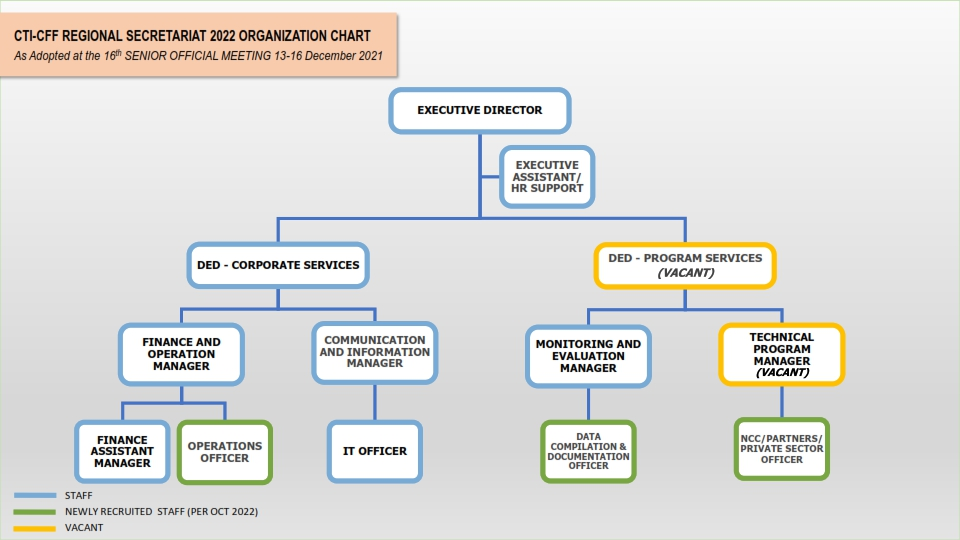 CTI-CFF REGIONAL SECRETARIAT 2022 ORGANIZATION CHART
As Adopted at the 16th SENIOR OFFICIAL MEETING 13-16 December 2021
EXECUTIVE DIRECTOR
EXECUTIVE
ASSISTANT/
HR SUPPORT
DED - CORPORATE SERVICES
DED - PROGRAM SERVICES
(VACANT)
FINANCE AND
OPERATION
MANAGER
COMMUNICATION
AND INFORMATION
MANAGER
MONITORING AND
EVALUATION
MANAGER
TECHNICAL
PROGRAM
MANAGER
(VACANT)
FINANCE
ASSISTANT
MANAGER
OPERATIONS
OFFICER
IT OFFICER
DATA
COMPILATION &
DOCUMENTATION
OFFICER
NCC/PARTNERS/
PRIVATE SECTOR
OFFICER
STAFF
NEWLY RECRUITED STAFF (PER OCT 2022)
VACANT